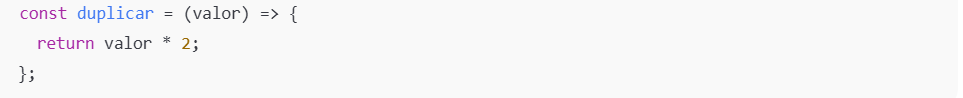 const duplicar = (valor) => {
  return valor * 2;
};